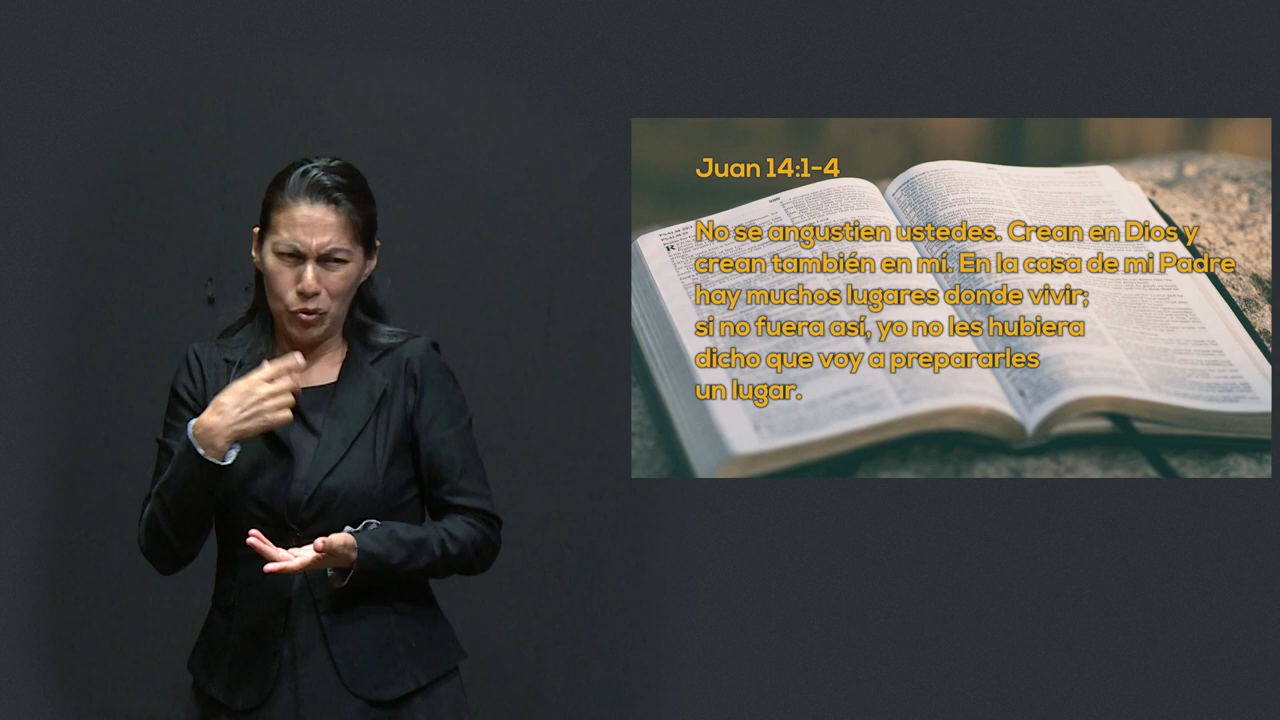 Juan 14:1-4
No se angustien ustedes. Crean en Dios y
crean también en mí. En la casa de mi Padre
hay muchos lugares donde vivir;
si no fuera así, yo no les hubiera
dicho que voy a prepararles
un lugar.